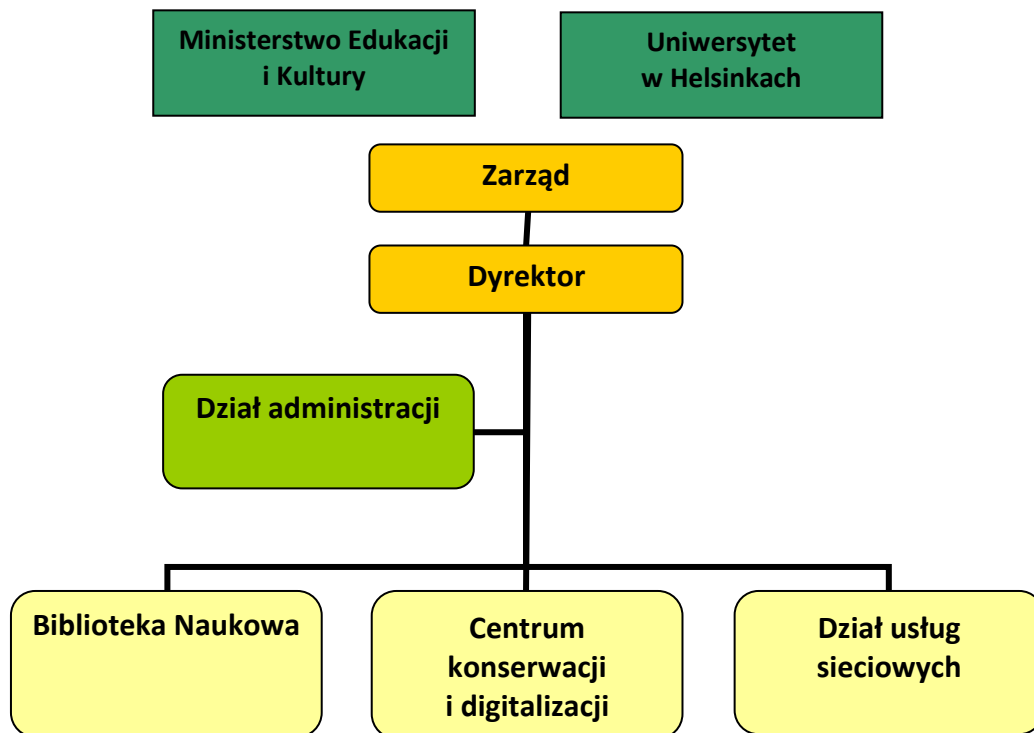 Ministerstwo Edukacji
i Kultury
Uniwersytet
w Helsinkach
Zarząd
Dyrektor
Dział administracji
Biblioteka Naukowa
Centrum
konserwacji
i digitalizacji
Dział usług
sieciowych